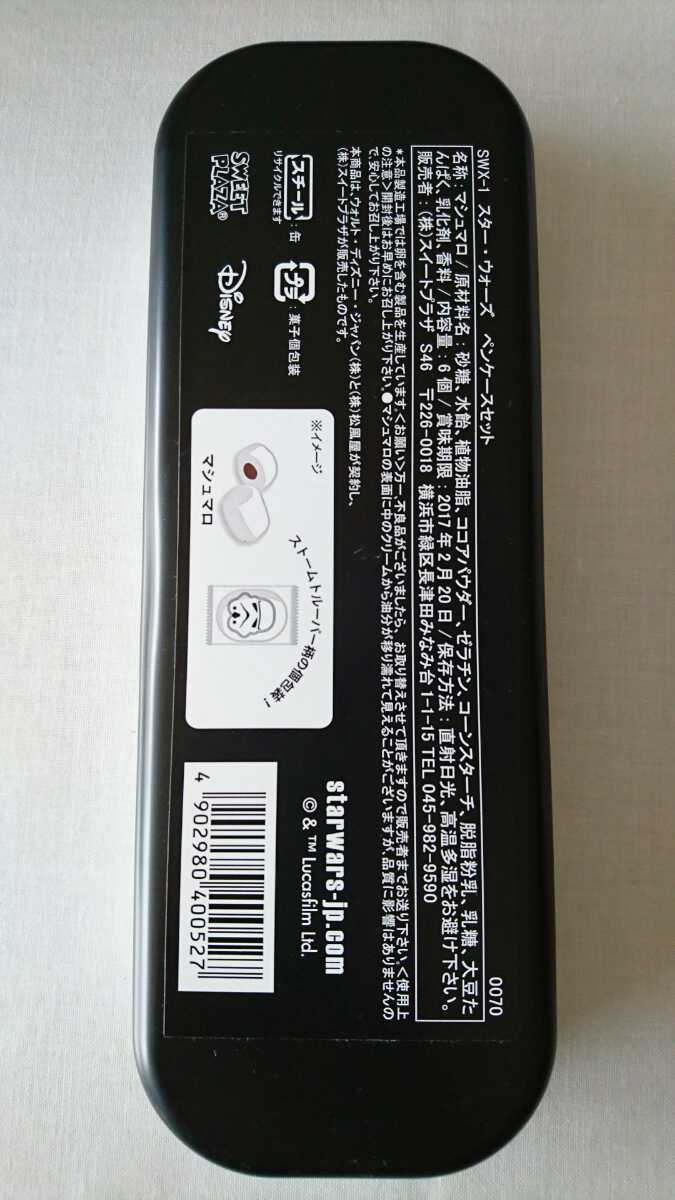 SWX-1 スター・ウォーズ ペンケースセット
0070
名称:マシュマロ/原材料名:砂糖、水飴、植物油脂、ココアパウダー、ゼラチン、コーンスターチ、脱脂粉乳、乳糖、大豆た
んぱく、乳化剤、香料/内容量:6個/賞味期限:2017年2月20日/保存方法:直射日光、高温多湿をお避け下さい。
販売者:(株)スイートプラザ S46 〒226-0018 横浜市緑区長津田みなみ台1-1-15 TEL 045-982-9590
*本品製造工場では卵を含む製品を生産しています。<お願い>万一、不良品がございましたら、お取り替えさせて頂きますので販売者までお送り下さい。<使用上
の注意>開封後はお早めにお召し上がり下さい。●マシュマロの表面に中のクリームから油分が移り濡れて見えることがございますが、品質に影響はありませんの
で、安心してお召し上がり下さい。
本商品は、ウォルト・ディズニー・ジャパン(株)と(株)松風屋が契約し、
(株)スイートプラザが販売したものです。
スチール
:缶
リサイクルできます
プラ
:菓子個包装
SWEET
PLAZA®
Disney
※イメージ
マシュマロ
ストームトルーパー柄の個包装!
starwars-jp.com
© & ™ Lucasfilm Ltd.
4 902980 400527